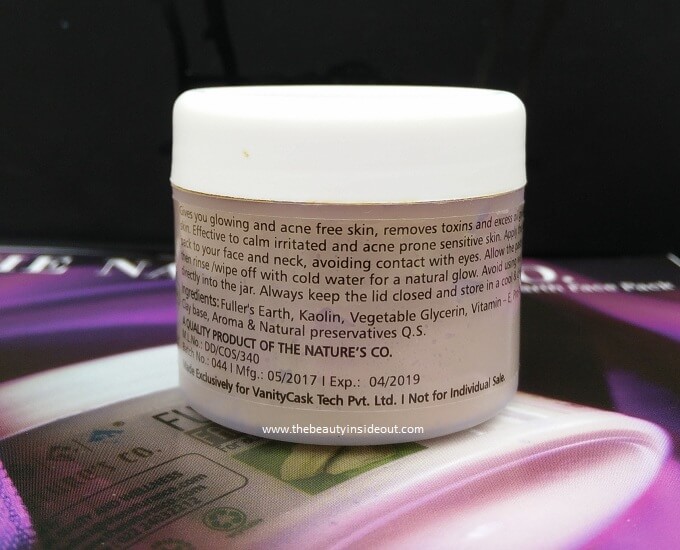 Gives you glowing and acne free skin, removes toxins and excess
skin. Effective to calm irritated and acne prone sensitive skin. Apply
pack to your face and neck, avoiding contact with eyes. Allow the
then rinse /wipe off with cold water for a natural glow. Avoid using
directly into the jar. Always keep the lid closed and store in a cool &
Ingredients: Fuller's Earth, Kaolin, Vegetable Glycerin, Vitamin - E,
Clay base, Aroma & Natural preservatives Q.S.
A QUALITY PRODUCT OF THE NATURE'S CO.
M.L.No.: DD/COS/340
Batch No.: 044 I Mfg.: 05/2017 I Exp.: 04/2019
Made Exclusively for VanityCask Tech Pvt. Ltd. I Not for Individual Sale.
www.thebeautyinsideout.com
Face Pack